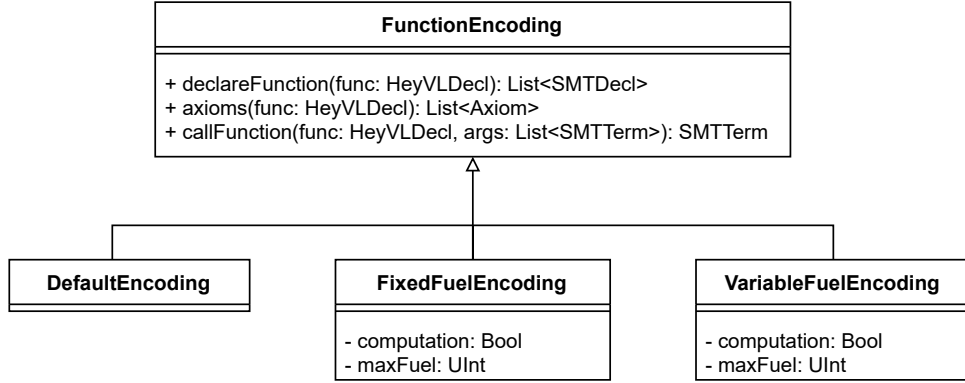 FunctionEncoding
+ declareFunction(func: HeyVLDecl): List<SMTDecl>
+ axioms(func: HeyVLDecl): List<Axiom>
+ callFunction(func: HeyVLDecl, args: List<SMTTerm>): SMTTerm
DefaultEncoding
FixedFuelEncoding
- computation: Bool
- maxFuel: UInt
VariableFuelEncoding
- computation: Bool
- maxFuel: UInt